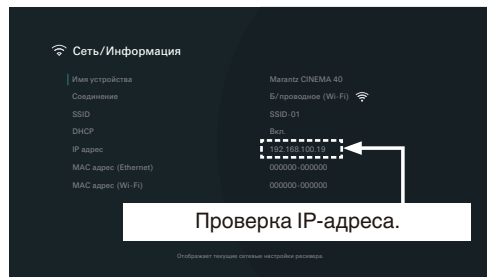 Сеть/Информация
Имя устройства Marantz CINEMA 40
Соединение Б/проводное (Wi-Fi)
SSID SSID-01
DHCP Вкл.
IP адрес 192.168.100.19
MAC адрес (Ethernet) 000000-000000
MAC адрес (Wi-Fi) 000000-000000
Проверка IP-адреса.
Отображает текущие сетевые настройки ресивера.